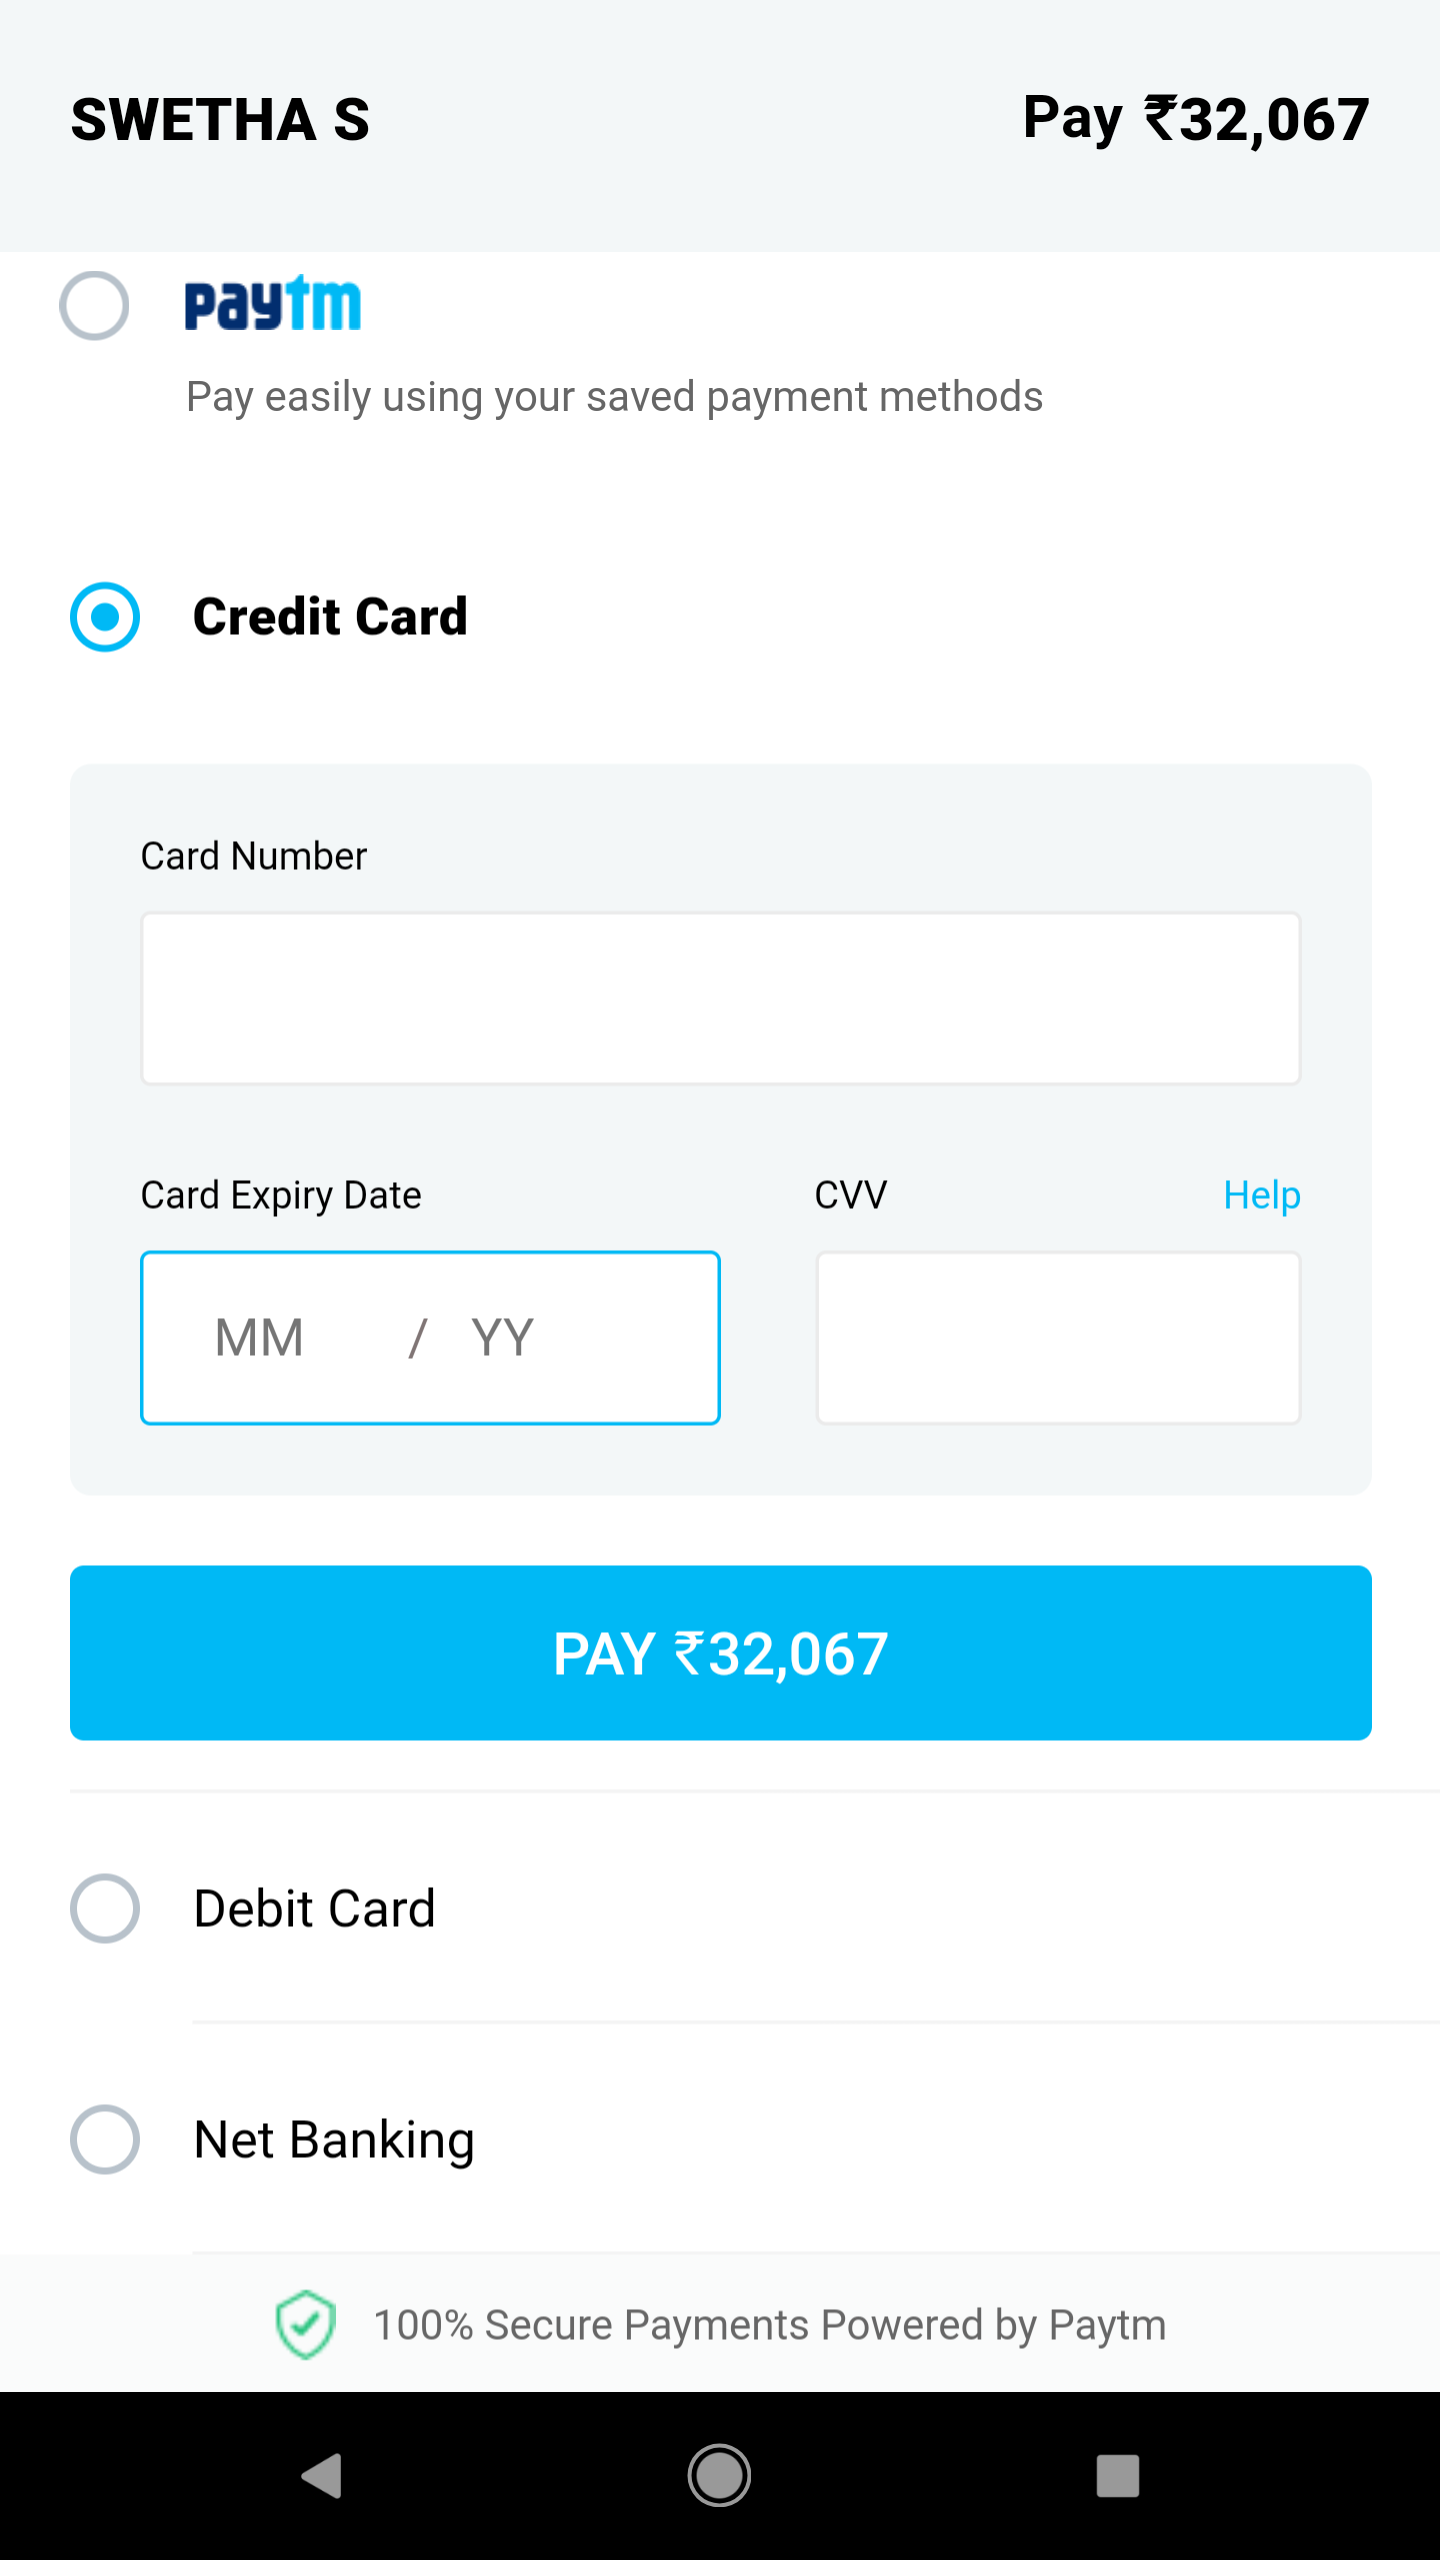 SWETHA S Pay ₹32,067
paytm
Pay easily using your saved payment methods
Credit Card
Card Number
Card Expiry Date CVV Help
MM / YY
PAY ₹32,067
Debit Card
Net Banking
100% Secure Payments Powered by Paytm